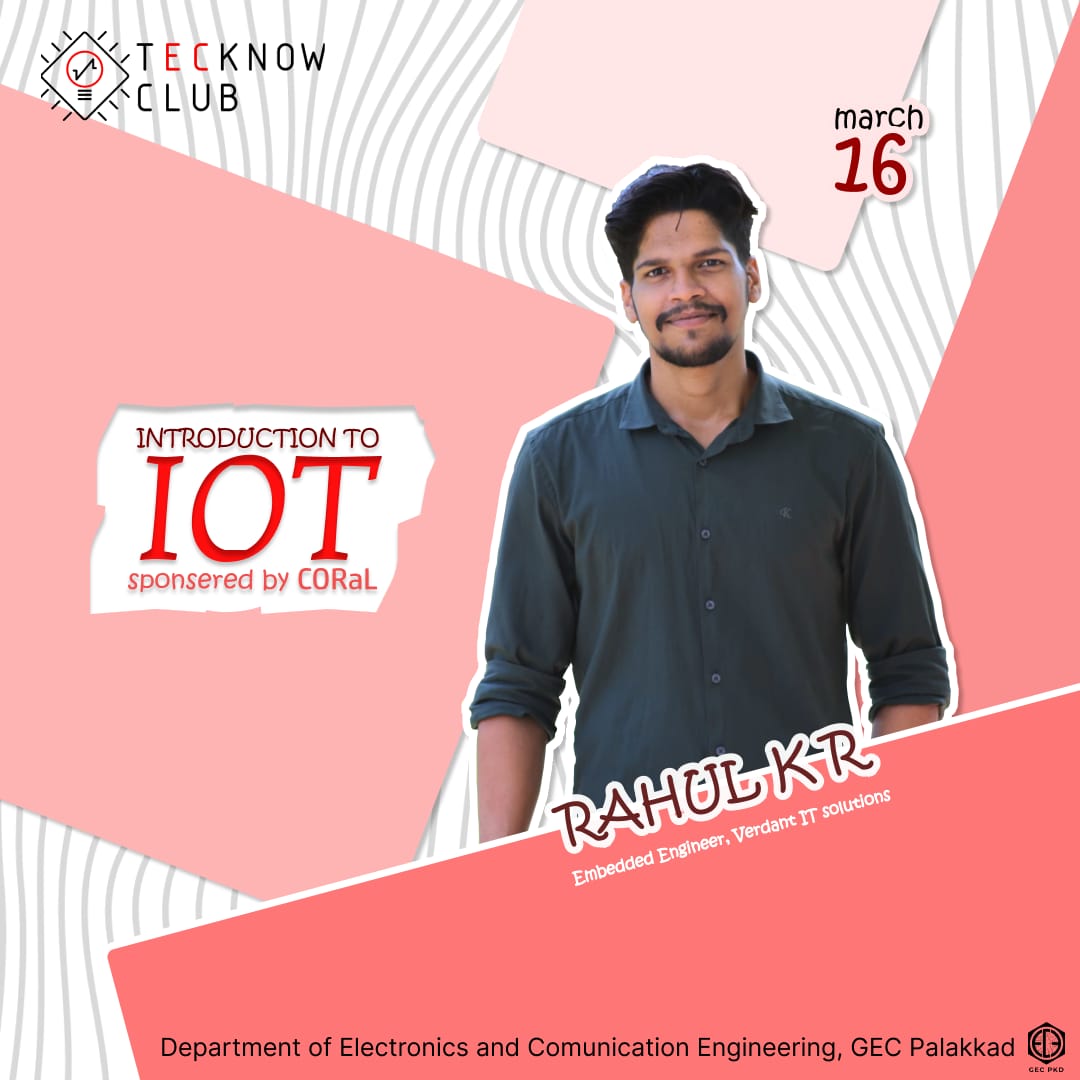 TECKNOW
CLUB
march
16
INTRODUCTION TO
IOT
sponsered by CORaL
RAHUL K R
Embedded Engineer, Verdant IT solutions
Department of Electronics and Comunication Engineering, GEC Palakkad
GEC PKD